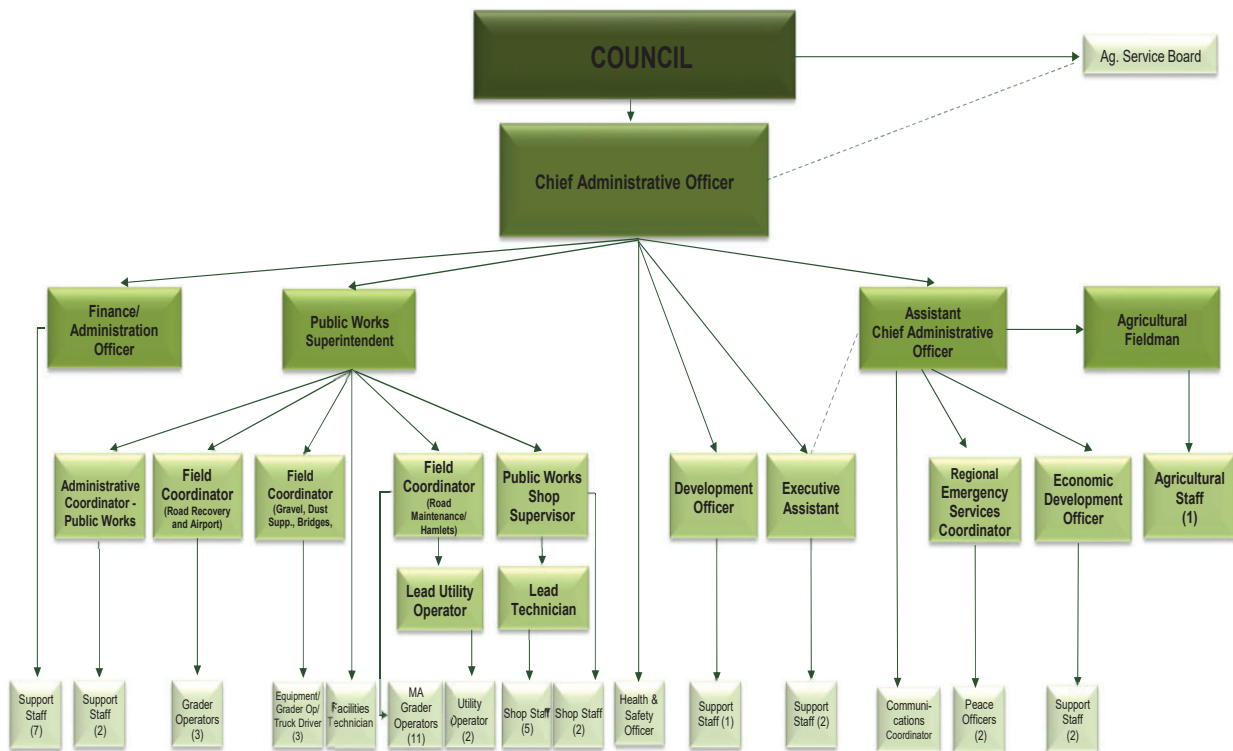 COUNCIL
Ag. Service Board
Chief Administrative Officer
Finance/
Administration
Officer
Public Works
Superintendent
Assistant
Chief Administrative
Officer
Agricultural
Fieldman
Administrative
Coordinator -
Public Works
Field
Coordinator
(Road Recovery
and Airport)
Field
Coordinator
(Gravel, Dust
Supp., Bridges,
Field
Coordinator
(Road
Maintenance/
Hamlets)
Public Works
Shop
Supervisor
Development
Officer
Executive
Assistant
Regional
Emergency
Services
Coordinator
Economic
Development
Officer
Agricultural
Staff
(1)
Lead Utility
Operator
Lead
Technician
Support
Staff
(7)
Support
Staff
(2)
Grader
Operators
(3)
Equipment/
Grader Op/
Truck Driver
(3)
Facilities
Technician
MA
Grader
Operators
(11)
Utility
Operator
(2)
Shop Staff
(5)
Shop Staff
(2)
Health &
Safety
Officer
Support
Staff (1)
Support
Staff (2)
Communi-
cations
Coordinator
Peace
Officers
(2)
Support
Staff
(2)